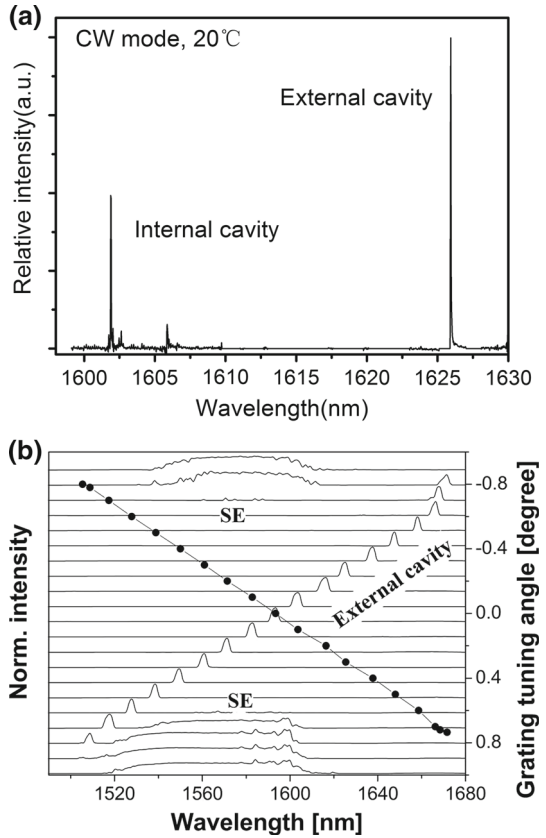 (a)
CW mode, 20℃
External cavity
Internal cavity
Relative intensity(a.u.)
1600 1605 1610 1615 1620 1625 1630
Wavelength(nm)
(b)
SE
External cavity
SE
Norm. intensity
-0.8
-0.4
0.0
0.4
0.8
Grating tuning angle [degree]
1520 1560 1600 1640 1680
Wavelength [nm]